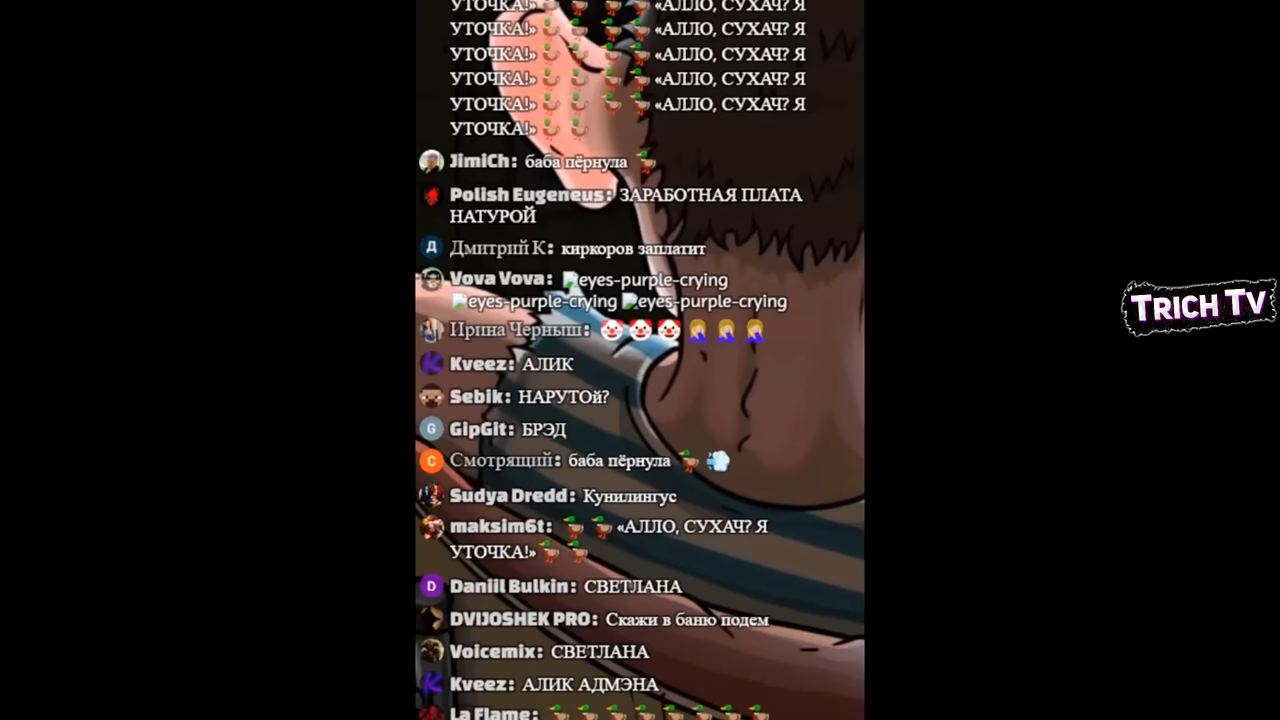 УТОЧКА!» 🦆 🦆 🦆 🦆 «АЛЛО, СУХАЧ? Я
УТОЧКА!» 🦆 🦆 🦆 🦆 «АЛЛО, СУХАЧ? Я
УТОЧКА!» 🦆 🦆 🦆 🦆 «АЛЛО, СУХАЧ? Я
УТОЧКА!» 🦆 🦆 🦆 🦆 «АЛЛО, СУХАЧ? Я
УТОЧКА!» 🦆 🦆 🦆 🦆 «АЛЛО, СУХАЧ? Я
УТОЧКА!» 🦆 🦆
JimiCh: баба пёрнула 🦆
Polish Eugeneus: ЗАРАБОТНАЯ ПЛАТА
НАТУРОЙ
Д Дмитрий К: киркоров заплатит
Vova Vova: eyes-purple-crying
eyes-purple-crying eyes-purple-crying
Ирина Черныш: 🤡 🤡 🤡 🤦🏼‍♀️ 🤦🏼‍♀️ 🤦🏼‍♀️
Kveez: АЛИК
Sebik: НАРУТОй?
G GipGit: БРЭД
С Смотрящий: баба пёрнула 🦆 💨
Sudya Dredd: Кунилингус
maksim6t: 🦆 🦆 «АЛЛО, СУХАЧ? Я
УТОЧКА!» 🦆 🦆
D Daniil Bulkin: СВЕТЛАНА
DVIJOSHEK PRO: Скажи в баню подем
Voicemix: СВЕТЛАНА
Kveez: АЛИК АДМЭНА
La Flame: 🦆 🦆 🦆 🦆 🦆 🦆 🦆 🦆
TRICH TV